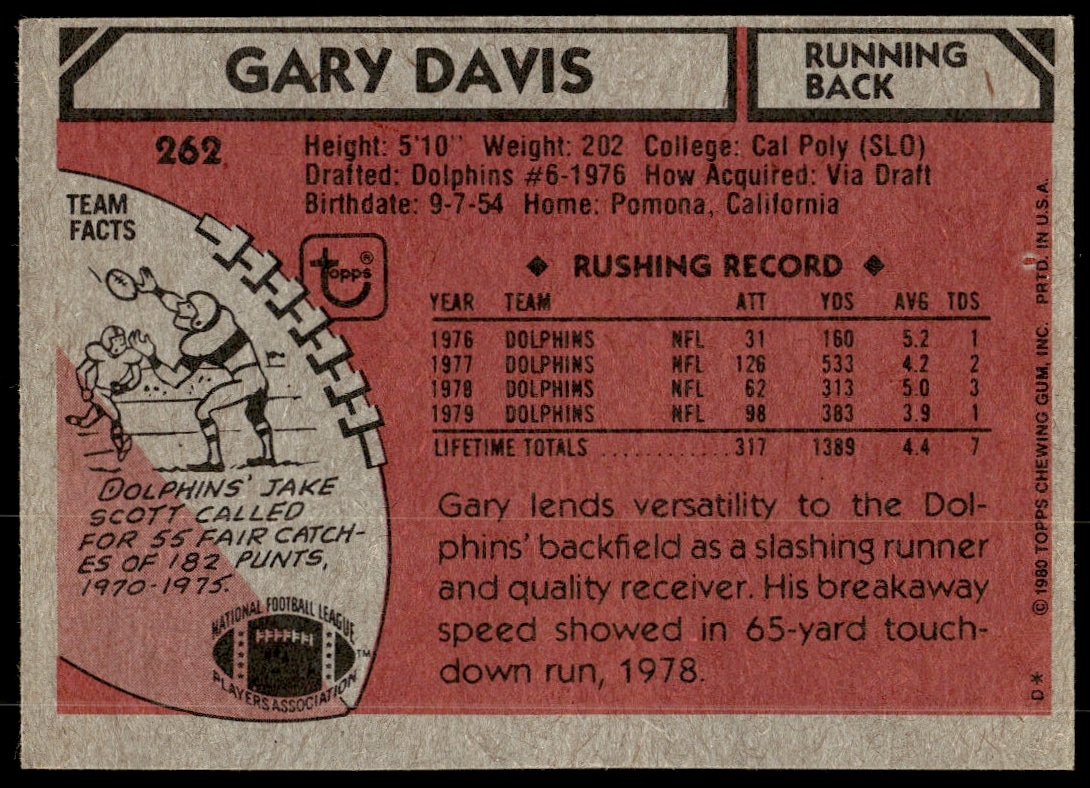 GARY DAVIS
RUNNING
BACK
262
Height: 5'10" Weight: 202 College: Cal Poly (SLO)
Drafted: Dolphins #6-1976 How Acquired: Via Draft
Birthdate: 9-7-54 Home: Pomona, California
TEAM
FACTS
topps ®
◆ RUSHING RECORD ◆
YEAR TEAM ATT YDS AVG TDS
1976 DOLPHINS NFL 31 160 5.2 1
1977 DOLPHINS NFL 126 533 4.2 2
1978 DOLPHINS NFL 62 313 5.0 3
1979 DOLPHINS NFL 98 383 3.9 1
LIFETIME TOTALS ............ 317 1389 4.4 7
DOLPHINS' JAKE
SCOTT CALLED
FOR 55 FAIR CATCH-
ES OF 182 PUNTS,
1970-1975.
NATIONAL FOOTBALL LEAGUE
PLAYERS ASSOCIATION
TM
Gary lends versatility to the Dol-
phins' backfield as a slashing runner
and quality receiver. His breakaway
speed showed in 65-yard touch-
down run, 1978.
D* © 1980 TOPPS CHEWING GUM, INC. PRTD. IN U.S.A.